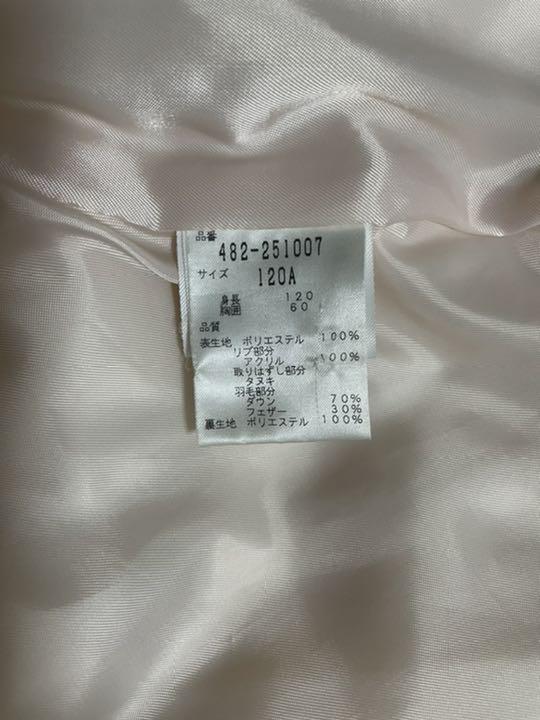 品番
482-251007
サイズ 120A
身長 120
胸囲 60
品質
表生地 ポリエステル 100%
リブ部分
アクリル 100%
取りはずし部分
タヌキ
羽毛部分
ダウン 70%
フェザー 30%
裏生地 ポリエステル 100%